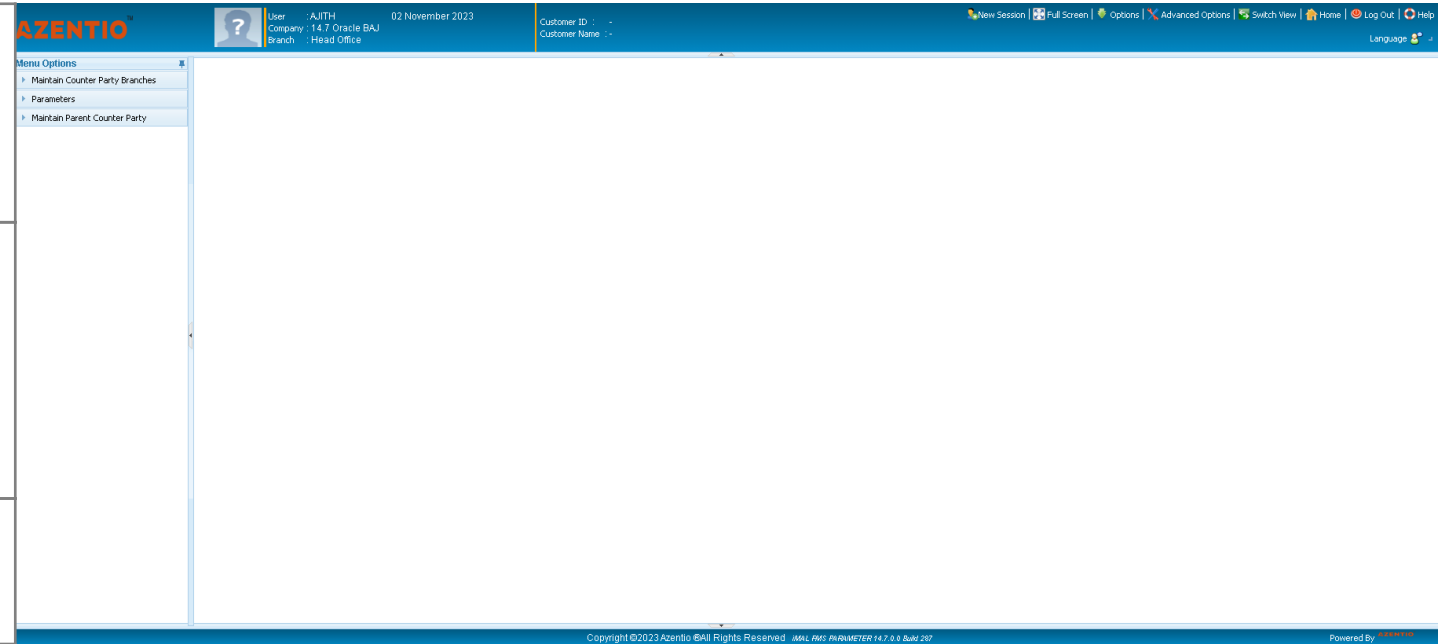 AZENTIO™
User : AJITH 02 November 2023
Company : 14.7 Oracle BAJ
Branch : Head Office
Customer ID : -
Customer Name : -
New Session | Full Screen | Options | Advanced Options | Switch View | Home | Log Out | Help
Language
Menu Options
Maintain Counter Party Branches
Parameters
Maintain Parent Counter Party
Copyright ©2023 Azentio ®All Rights Reserved IMAL FMS PARAMETER 14.7.0.0 Build 287
Powered By AZENTIO